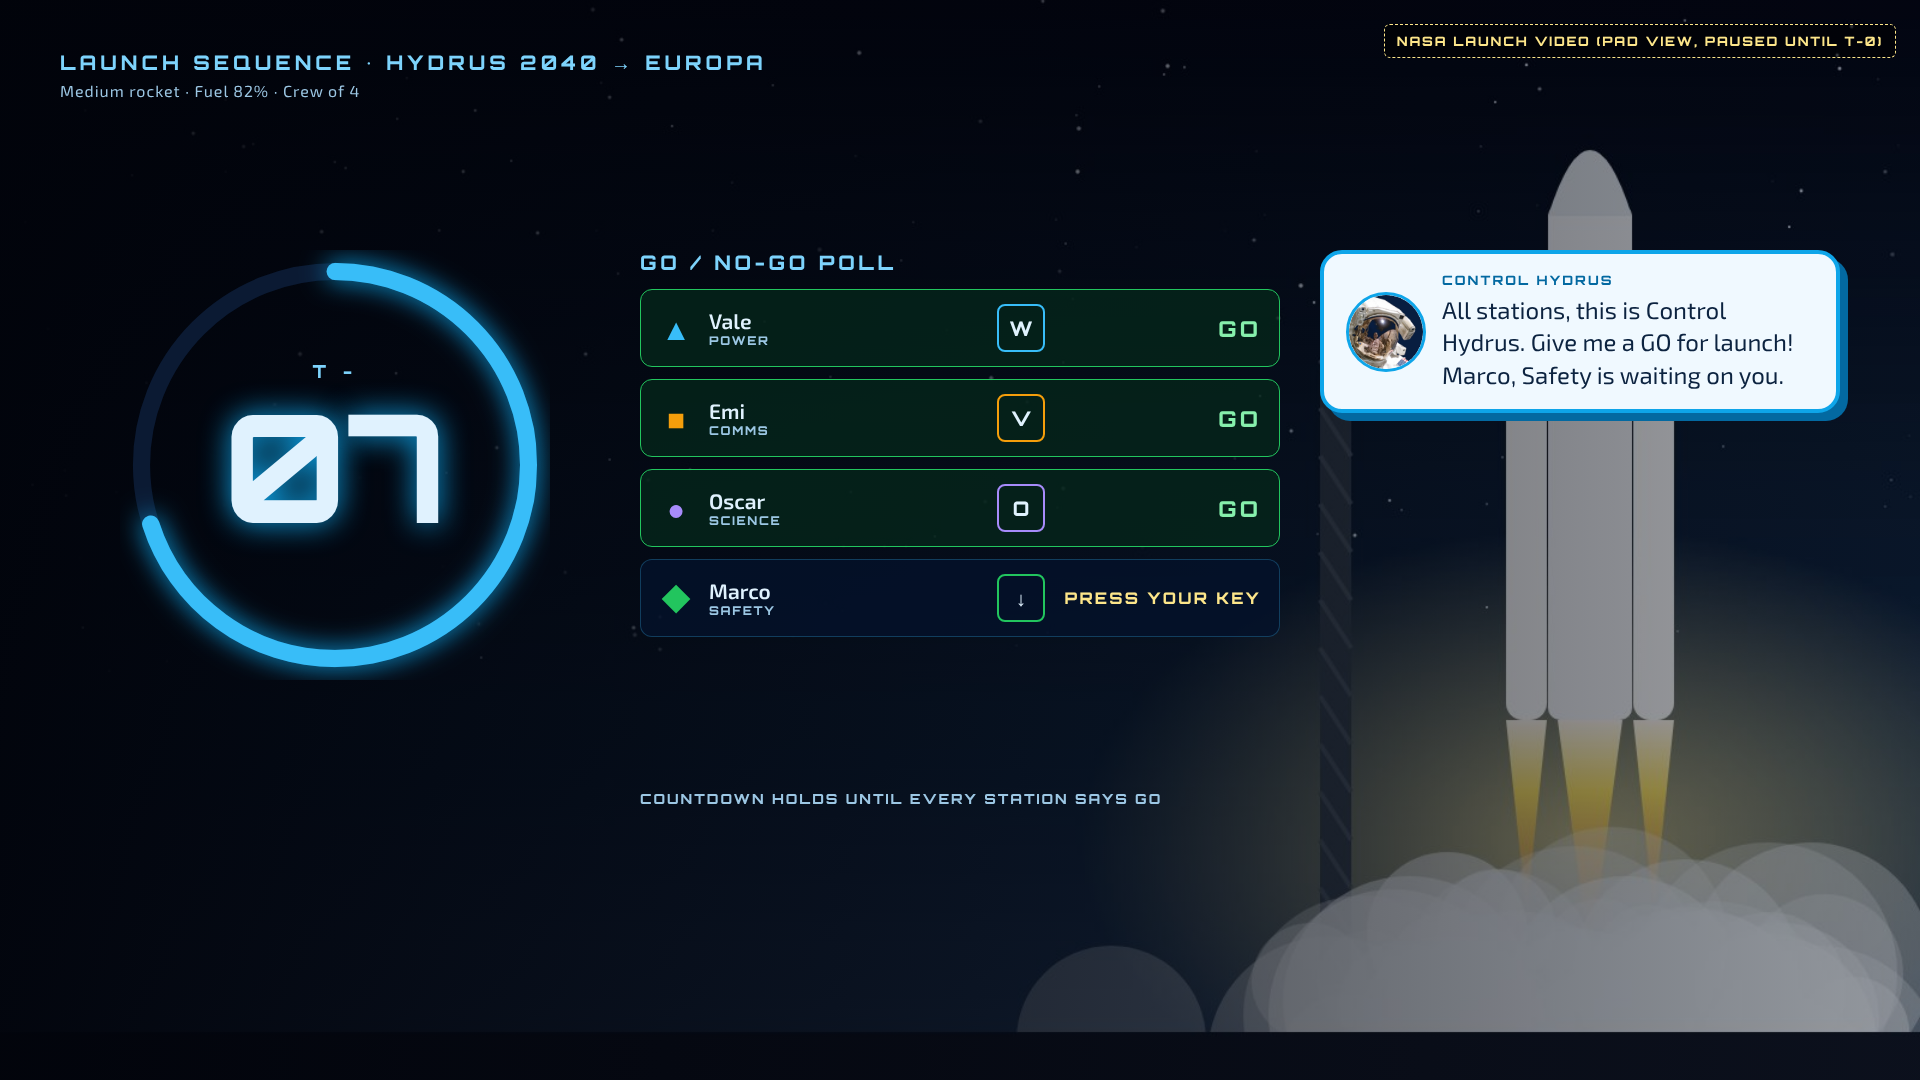 LAUNCH SEQUENCE · HYDRUS 2040 → EUROPA
Medium rocket · Fuel 82% · Crew of 4
NASA LAUNCH VIDEO (PAD VIEW, PAUSED UNTIL T-0)
T -
07
GO / NO-GO POLL
Vale
POWER
W
GO
Emi
COMMS
V
GO
Oscar
SCIENCE
O
GO
Marco
SAFETY
↓
PRESS YOUR KEY
COUNTDOWN HOLDS UNTIL EVERY STATION SAYS GO
CONTROL HYDRUS
All stations, this is Control
Hydrus. Give me a GO for launch!
Marco, Safety is waiting on you.